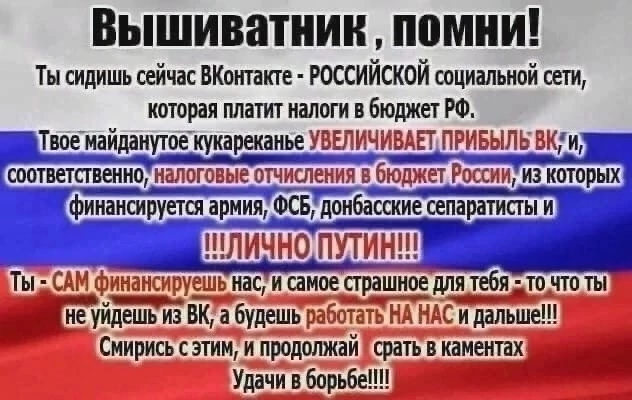 Вышиватник, помни!
Ты сидишь сейчас ВКонтакте - РОССИЙСКОЙ социальной сети,
которая платит налоги в бюджет РФ.
Твое майданутое кукареканье УВЕЛИЧИВАЕТ ПРИБЫЛЬ ВК, и,
соответственно, налоговые отчисления в бюджет России, из которых
финансируется армия, ФСБ, донбасские сепаратисты и
!!!ЛИЧНО ПУТИН!!!
Ты - САМ финансируешь нас, и самое страшное для тебя - то что ты
не уйдешь из ВК, а будешь работать НА НАС и дальше!!!
Смирись с этим, и продолжай срать в каментах
Удачи в борьбе!!!!